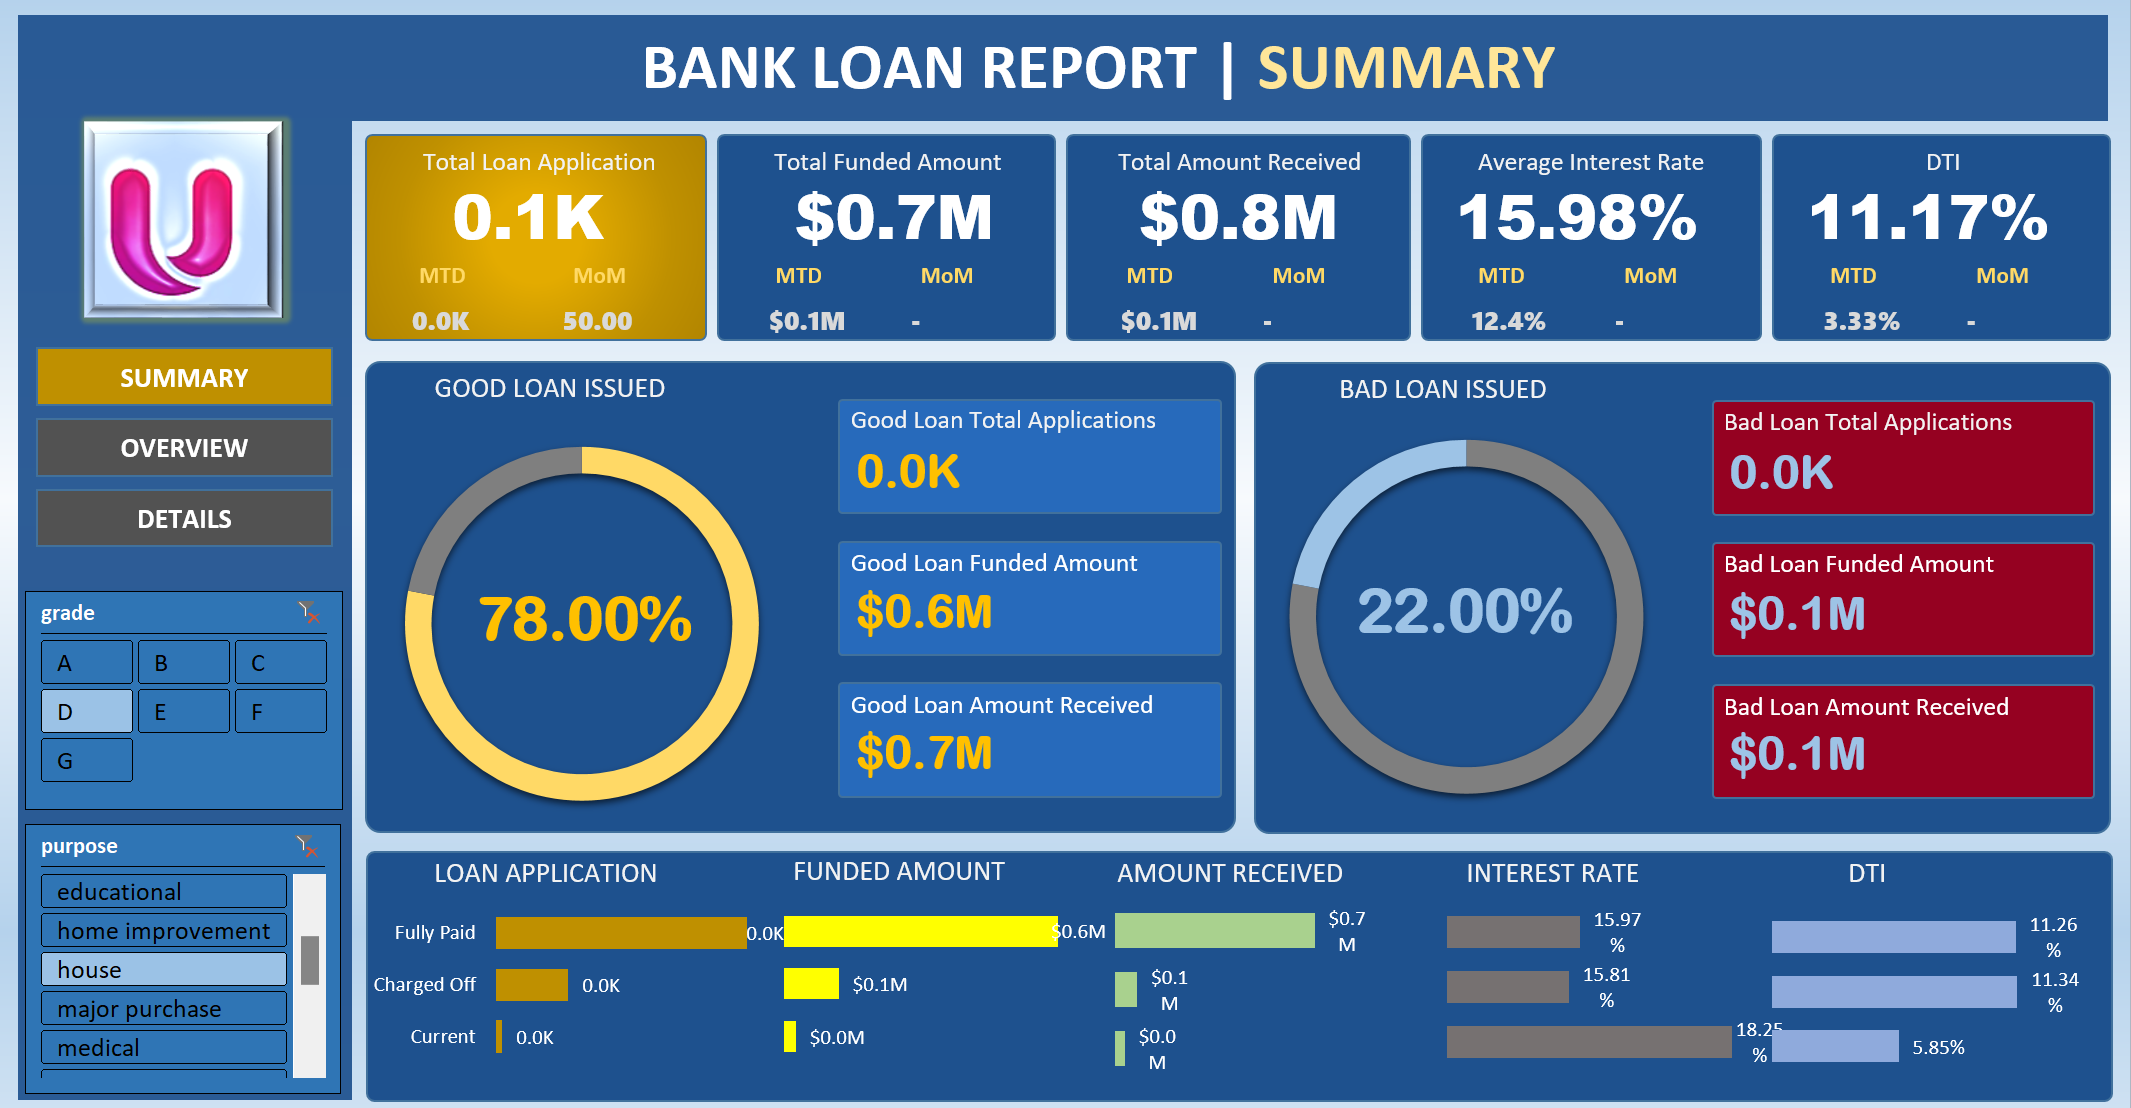 BANK LOAN REPORT | SUMMARY
Total Loan Application
0.1K
MTD MoM
0.0K 50.00
Total Funded Amount
$0.7M
MTD MoM
$0.1M -
Total Amount Received
$0.8M
MTD MoM
$0.1M -
Average Interest Rate
15.98%
MTD MoM
12.4% -
DTI
11.17%
MTD MoM
3.33% -
SUMMARY
OVERVIEW
DETAILS
grade
A B C
D E F
G
purpose
educational
home improvement
house
major purchase
medical
GOOD LOAN ISSUED
78.00%
Good Loan Total Applications
0.0K
Good Loan Funded Amount
$0.6M
Good Loan Amount Received
$0.7M
BAD LOAN ISSUED
22.00%
Bad Loan Total Applications
0.0K
Bad Loan Funded Amount
$0.1M
Bad Loan Amount Received
$0.1M
LOAN APPLICATION
Fully Paid 0.0K
Charged Off 0.0K
Current 0.0K
FUNDED AMOUNT
$0.6M
$0.1M
$0.0M
AMOUNT RECEIVED
$0.7
M
$0.1
M
$0.0
M
INTEREST RATE
15.97
%
15.81
%
18.25
%
DTI
11.26
%
11.34
%
5.85%